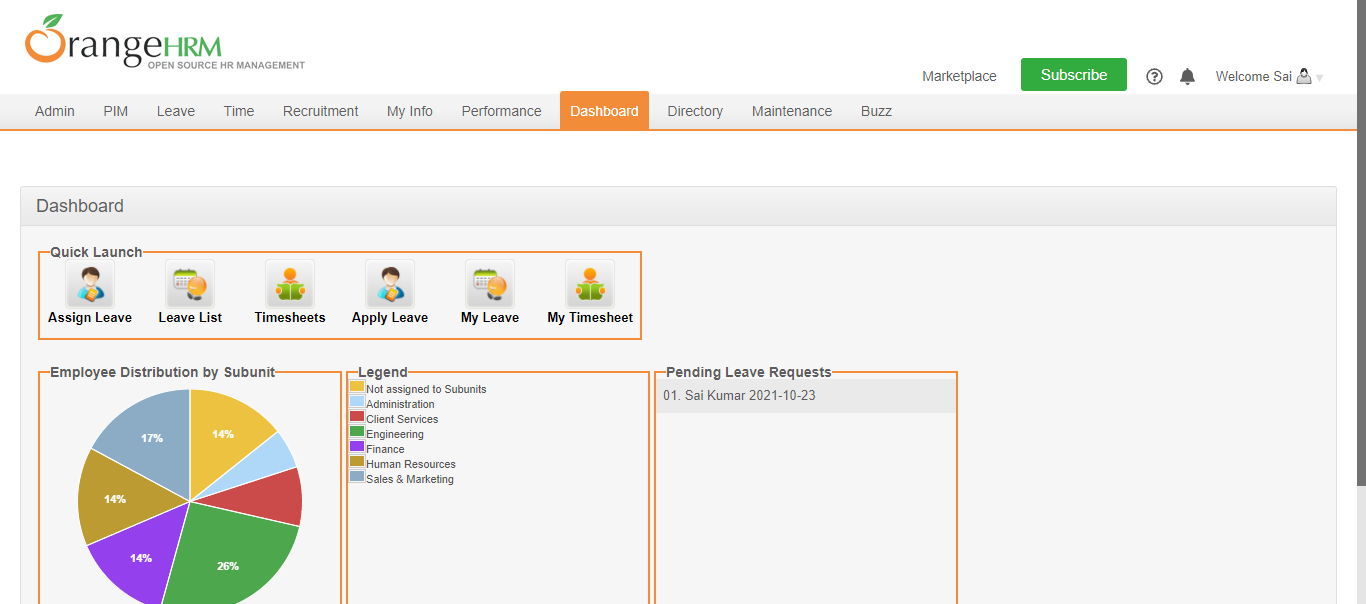 OrangeHRM
OPEN SOURCE HR MANAGEMENT
Marketplace Subscribe ? Welcome Sai
Admin PIM Leave Time Recruitment My Info Performance Dashboard Directory Maintenance Buzz
Dashboard
Quick Launch
Assign Leave Leave List Timesheets Apply Leave My Leave My Timesheet
Employee Distribution by Subunit
14%
17%
14%
14%
26%
Legend
Not assigned to Subunits
Administration
Client Services
Engineering
Finance
Human Resources
Sales & Marketing
Pending Leave Requests
01. Sai Kumar 2021-10-23